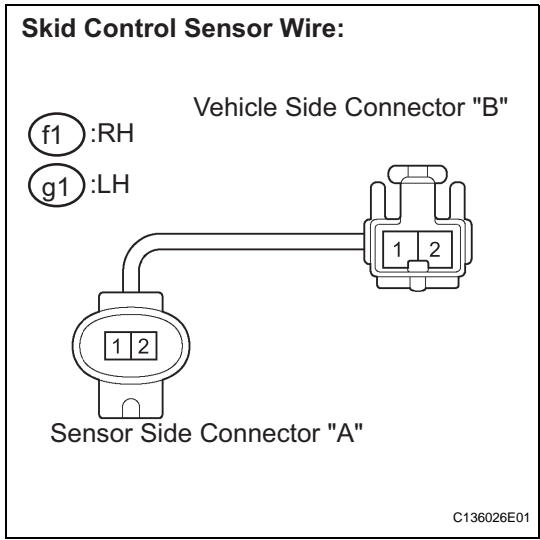 Skid Control Sensor Wire:
Vehicle Side Connector "B"
f1 :RH
g1 :LH
1 2
1 2
Sensor Side Connector "A"
C136026E01